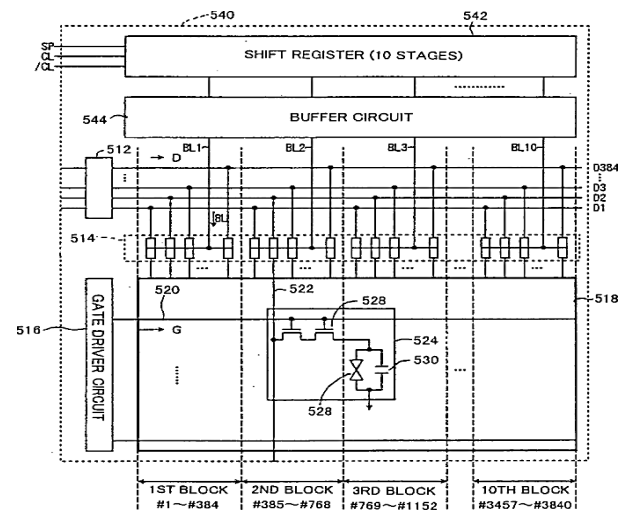 540
542
SP
CL
/CL
SHIFT REGISTER (10 STAGES)
544
BUFFER CIRCUIT
BL1
BL2
BL3
BL10
512
D
D384
D3
D2
D1
BL
514
516
GATE DRIVER CIRCUIT
520
G
522
528
524
530
528
518
1ST BLOCK
#1~#384
2ND BLOCK
#385~#768
3RD BLOCK
#769~#1152
10TH BLOCK
#3457~#3840